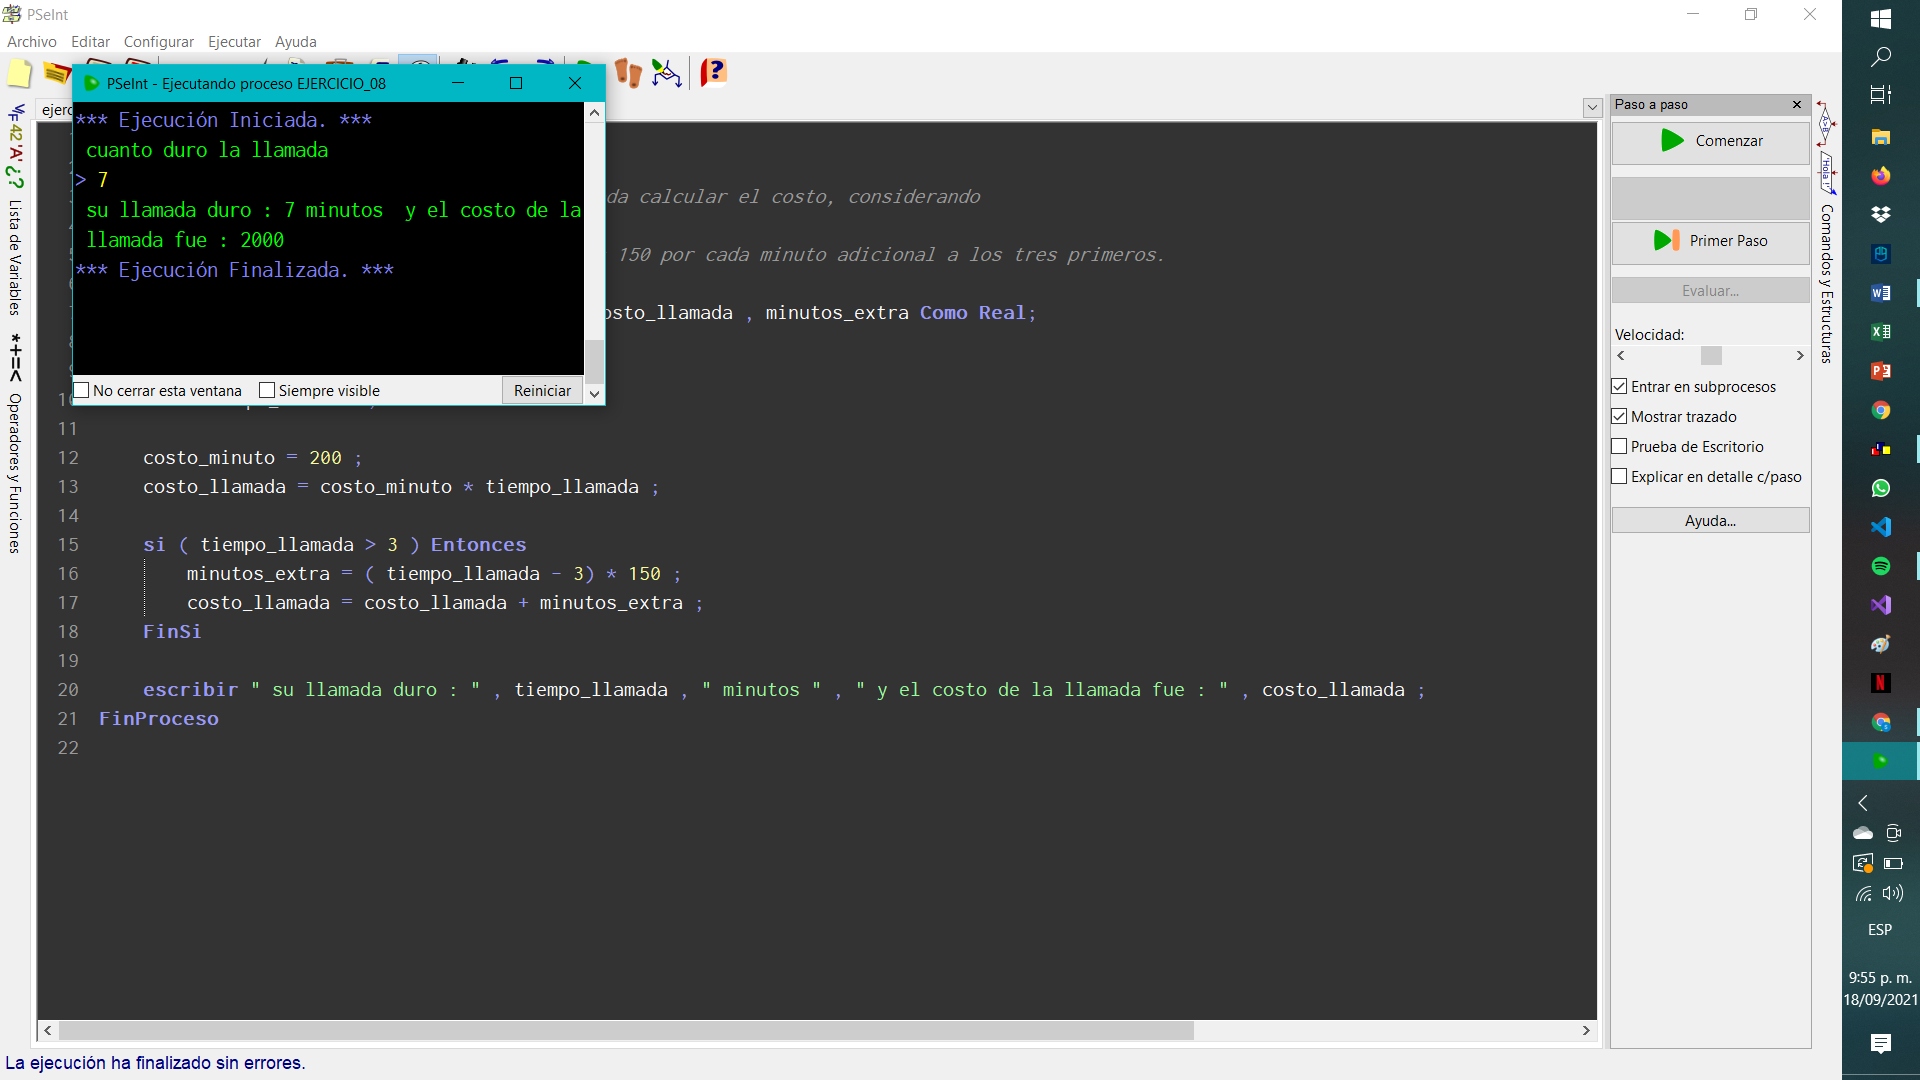 PSeInt
Archivo Editar Configurar Ejecutar Ayuda
PSeInt - Ejecutando proceso EJERCICIO_08
*** Ejecución Iniciada. ***
cuanto duro la llamada
> 7
su llamada duro : 7 minutos  y el costo de la
llamada fue : 2000
*** Ejecución Finalizada. ***
No cerrar esta ventana
Siempre visible
Reiniciar
Lista de Variables
*+=<
Operadores y Funciones
calcular el costo, considerando
150 por cada minuto adicional a los tres primeros.
, minutos_extra Como Real;
11
12 costo_minuto = 200 ;
13 costo_llamada = costo_minuto * tiempo_llamada ;
14
15 si ( tiempo_llamada > 3 ) Entonces
16 minutos_extra = ( tiempo_llamada - 3) * 150 ;
17 costo_llamada = costo_llamada + minutos_extra ;
18 FinSi
19
20 escribir " su llamada duro : " , tiempo_llamada , " minutos " , " y el costo de la llamada fue : " , costo_llamada ;
21 FinProceso
22
Paso a paso
Comenzar
Primer Paso
Evaluar...
Velocidad:
Entrar en subprocesos
Mostrar trazado
Prueba de Escritorio
Explicar en detalle c/paso
Ayuda...
Comandos y Estructuras
ESP
9:55 p. m.
18/09/2021
La ejecución ha finalizado sin errores.